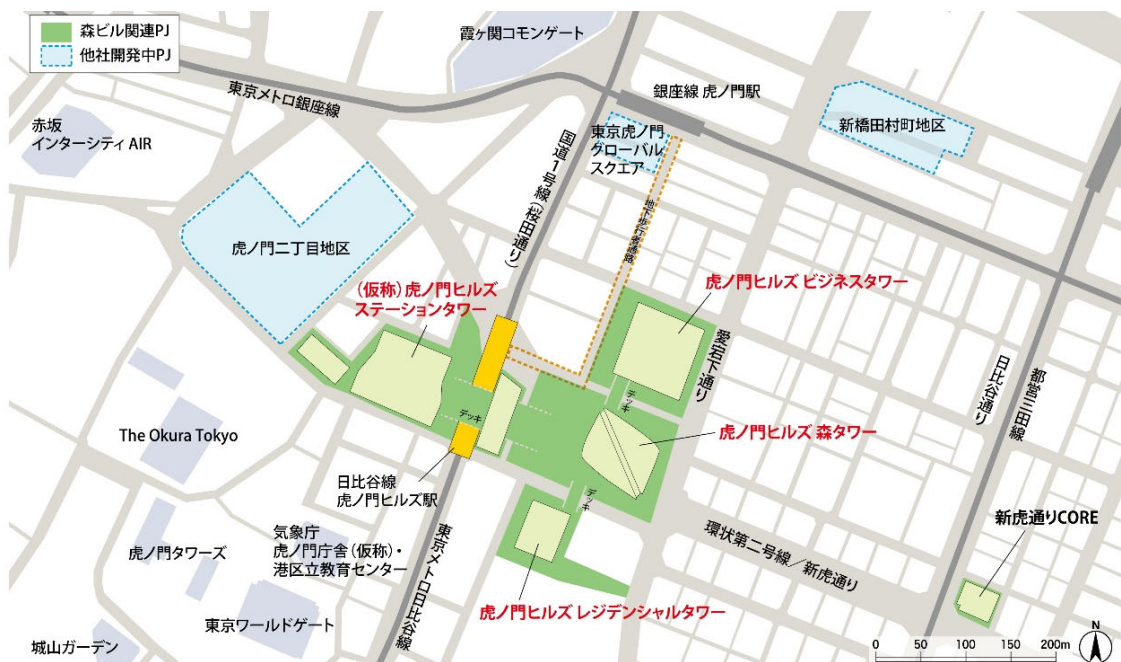 森ビル関連PJ
他社開発中PJ
霞ヶ関コモンゲート
東京メトロ銀座線
銀座線 虎ノ門駅
新橋田村町地区
赤坂
インターシティ AIR
国道1号線(桜田通り)
東京虎ノ門
グローバル
スクエア
地下歩行者通路
虎ノ門二丁目地区
(仮称)虎ノ門ヒルズ
ステーションタワー
虎ノ門ヒルズ ビジネスタワー
愛宕下通り
日比谷通り
都営三田線
デッキ
デッキ
虎ノ門ヒルズ 森タワー
The Okura Tokyo
日比谷線
虎ノ門ヒルズ駅
デッキ
新虎通りCORE
気象庁
虎ノ門庁舎(仮称)・
港区立教育センター
虎ノ門タワーズ
東京メトロ日比谷線
環状第二号線/新虎通り
虎ノ門ヒルズ レジデンシャルタワー
東京ワールドゲート
城山ガーデン
0 50 100 150 200m
N